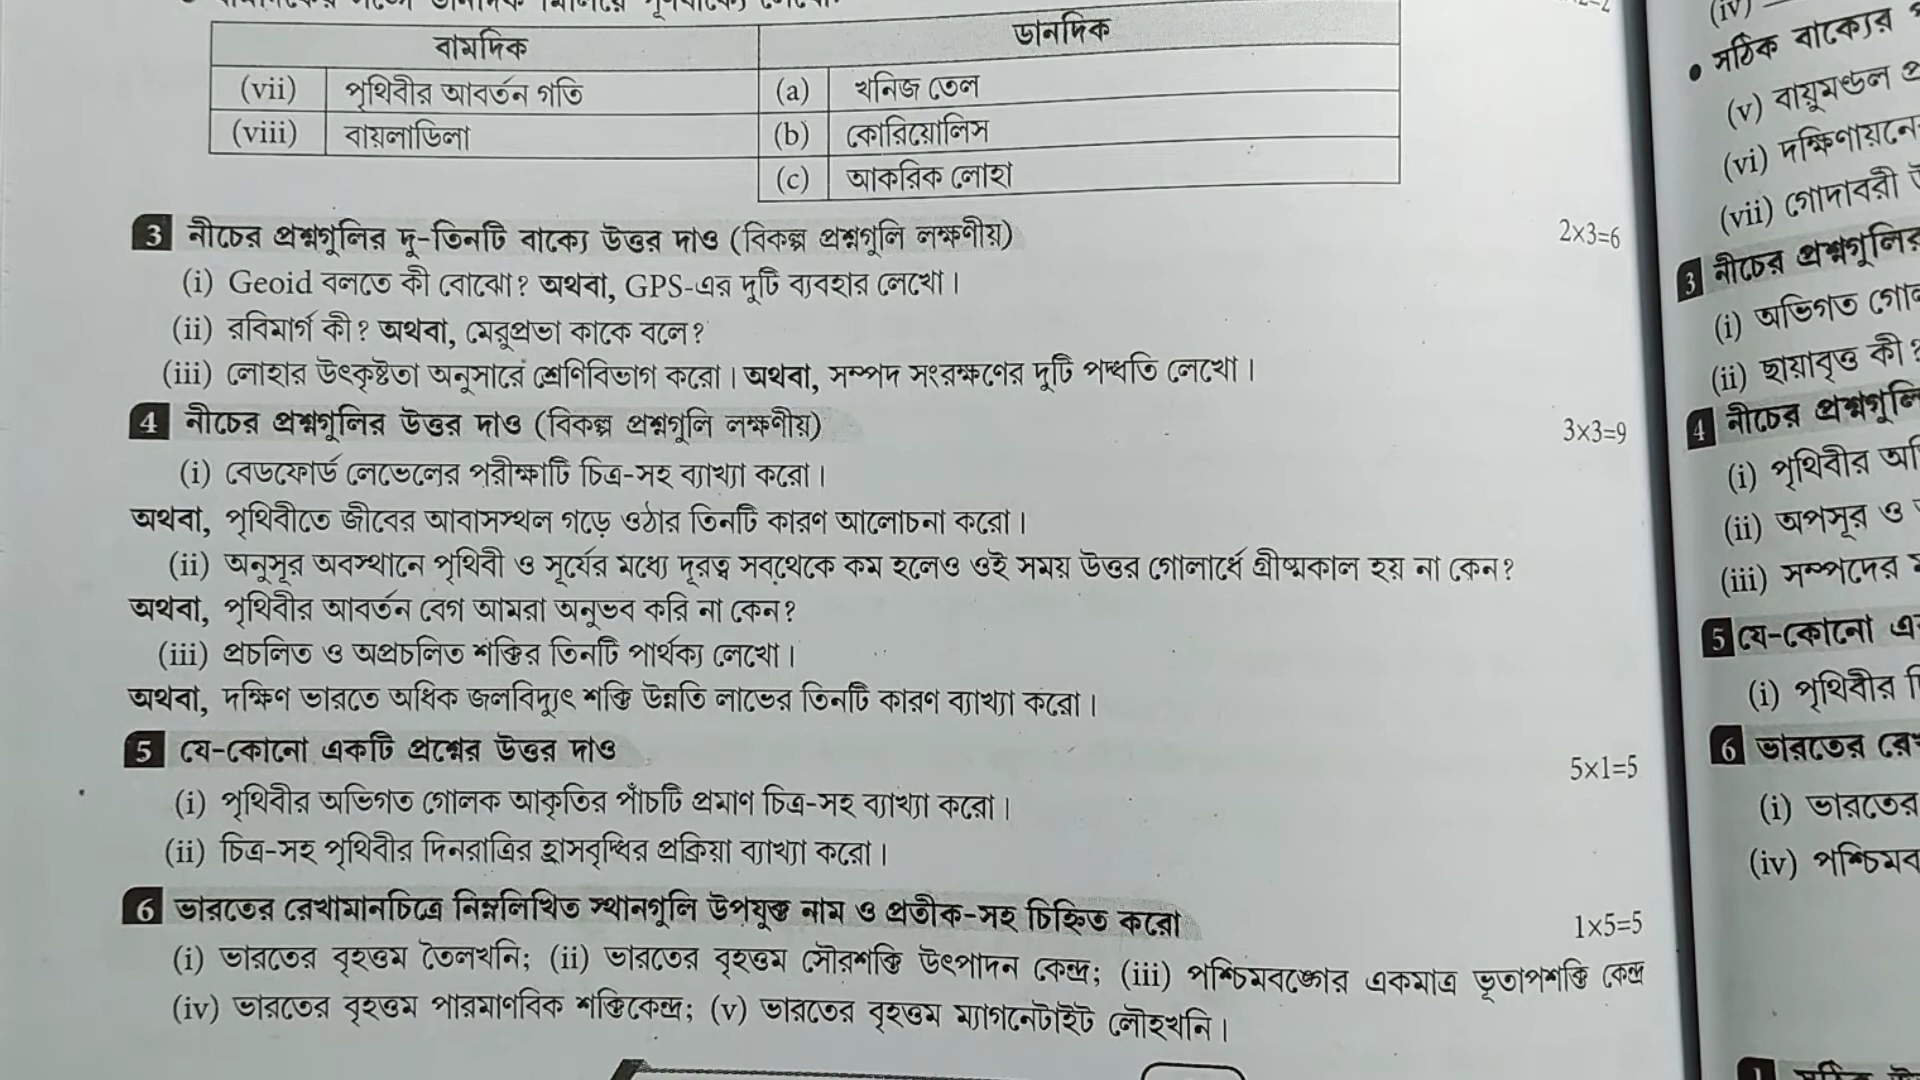 বামদিক
ডানদিক
(vii) পৃথিবীর আবর্তন গতি (a) খনিজ তেল
(viii) বায়লাডিলা (b) কোরিয়োলিস
(c) আকরিক লোহা
3 নীচের প্রশ্নগুলির দু-তিনটি বাক্যে উত্তর দাও (বিকল্প প্রশ্নগুলি লক্ষণীয়) 2×3=6
(i) Geoid বলতে কী বোঝো? অথবা, GPS-এর দুটি ব্যবহার লেখো।
(ii) রবিমার্গ কী? অথবা, মেরুপ্রভা কাকে বলে?
(iii) লোহার উৎকৃষ্টতা অনুসারে শ্রেণিবিভাগ করো। অথবা, সম্পদ সংরক্ষণের দুটি পদ্ধতি লেখো।
4 নীচের প্রশ্নগুলির উত্তর দাও (বিকল্প প্রশ্নগুলি লক্ষণীয়) 3×3=9
(i) বেডফোর্ড লেভেলের পরীক্ষাটি চিত্র-সহ ব্যাখ্যা করো।
অথবা, পৃথিবীতে জীবের আবাসস্থল গড়ে ওঠার তিনটি কারণ আলোচনা করো।
(ii) অনুসূর অবস্থানে পৃথিবী ও সূর্যের মধ্যে দূরত্ব সবথেকে কম হলেও ওই সময় উত্তর গোলার্ধে গ্রীষ্মকাল হয় না কেন?
অথবা, পৃথিবীর আবর্তন বেগ আমরা অনুভব করি না কেন?
(iii) প্রচলিত ও অপ্রচলিত শক্তির তিনটি পার্থক্য লেখো।
অথবা, দক্ষিণ ভারতে অধিক জলবিদ্যুৎ শক্তি উন্নতি লাভের তিনটি কারণ ব্যাখ্যা করো।
5 যে-কোনো একটি প্রশ্নের উত্তর দাও 5×1=5
(i) পৃথিবীর অভিগত গোলক আকৃতির পাঁচটি প্রমাণ চিত্র-সহ ব্যাখ্যা করো।
(ii) চিত্র-সহ পৃথিবীর দিনরাত্রির হ্রাসবৃদ্ধির প্রক্রিয়া ব্যাখ্যা করো।
6 ভারতের রেখামানচিত্রে নিম্নলিখিত স্থানগুলি উপযুক্ত নাম ও প্রতীক-সহ চিহ্নিত করো 1×5=5
(i) ভারতের বৃহত্তম তৈলখনি; (ii) ভারতের বৃহত্তম সৌরশক্তি উৎপাদন কেন্দ্র; (iii) পশ্চিমবঙ্গের একমাত্র ভূতাপশক্তি কেন্দ্র
(iv) ভারতের বৃহত্তম পারমাণবিক শক্তিকেন্দ্র; (v) ভারতের বৃহত্তম ম্যাগনেটাইট লৌহখনি।
(iv)
• সঠিক বাক্যের
(v) বায়ুমণ্ডল
(vi)
(vii) গোদাবরী
3 নীচের প্রশ্নগুলির
(i) অভিগত
(ii) ছায়াবৃত্ত কী?
4 নীচের
(i) পৃথিবীর
(ii) অপসূর ও
(iii) সম্পদের
5 যে-কোনো
(i) পৃথিবীর
6 ভারতের
(i) ভারতের
(iv)
1